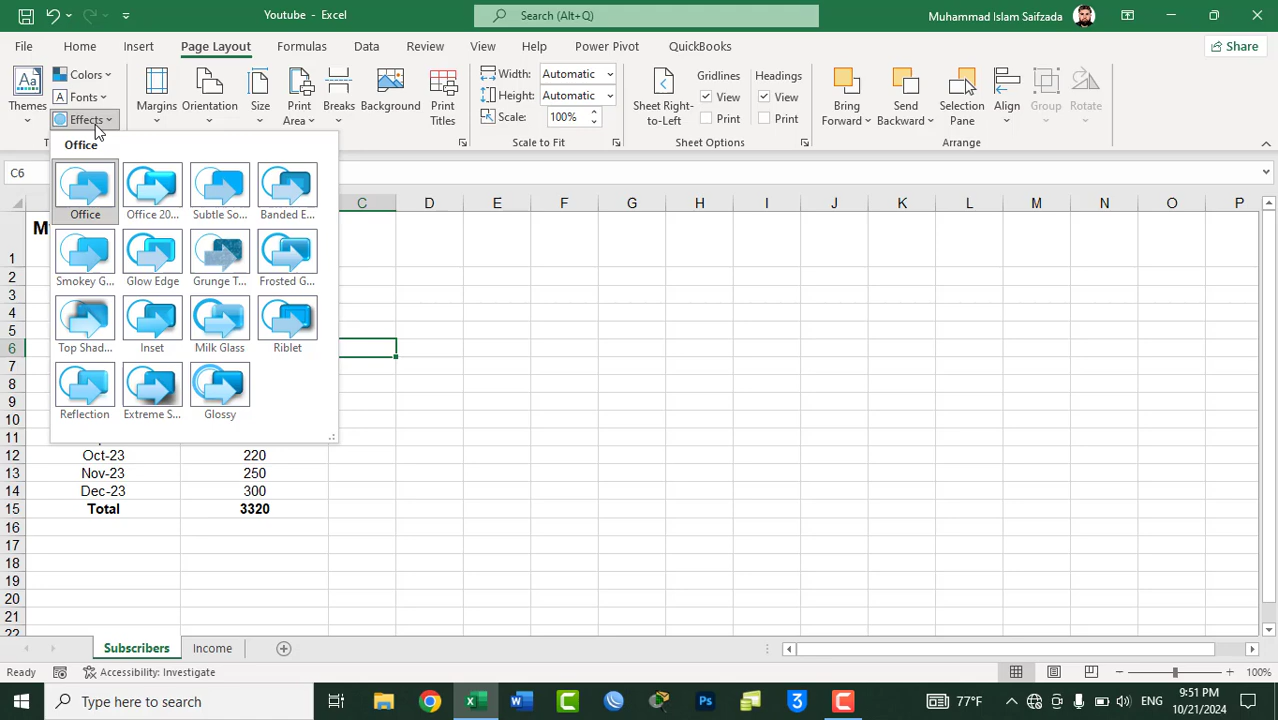 Youtube - Excel
Search (Alt+Q)
Muhammad Islam Saifzada
File Home Insert Page Layout Formulas Data Review View Help Power Pivot QuickBooks
Share
Themes
Colors
Fonts
Effects
Margins
Orientation
Size
Print
Area
Breaks
Background
Print
Titles
Width: Automatic
Height: Automatic
Scale: 100%
Scale to Fit
Sheet Right-
to-Left
Gridlines
View
Print
Headings
View
Print
Sheet Options
Bring
Forward
Send
Backward
Selection
Pane
Align
Group
Rotate
Arrange
C6
Office
Office
Office 20...
Subtle So...
Banded E...
Smokey G...
Glow Edge
Grunge T...
Frosted G...
Top Shad...
Inset
Milk Glass
Riblet
Reflection
Extreme S...
Glossy
C D E F G H I J K L M N O P
1
2
3
4
5
6
7
8
9
10
11
12 Oct-23 220
13 Nov-23 250
14 Dec-23 300
15 Total 3320
16
17
18
19
20
21
22
Subscribers
Income
Ready
Accessibility: Investigate
100%
Type here to search
77°F
ENG
9:51 PM
10/21/2024